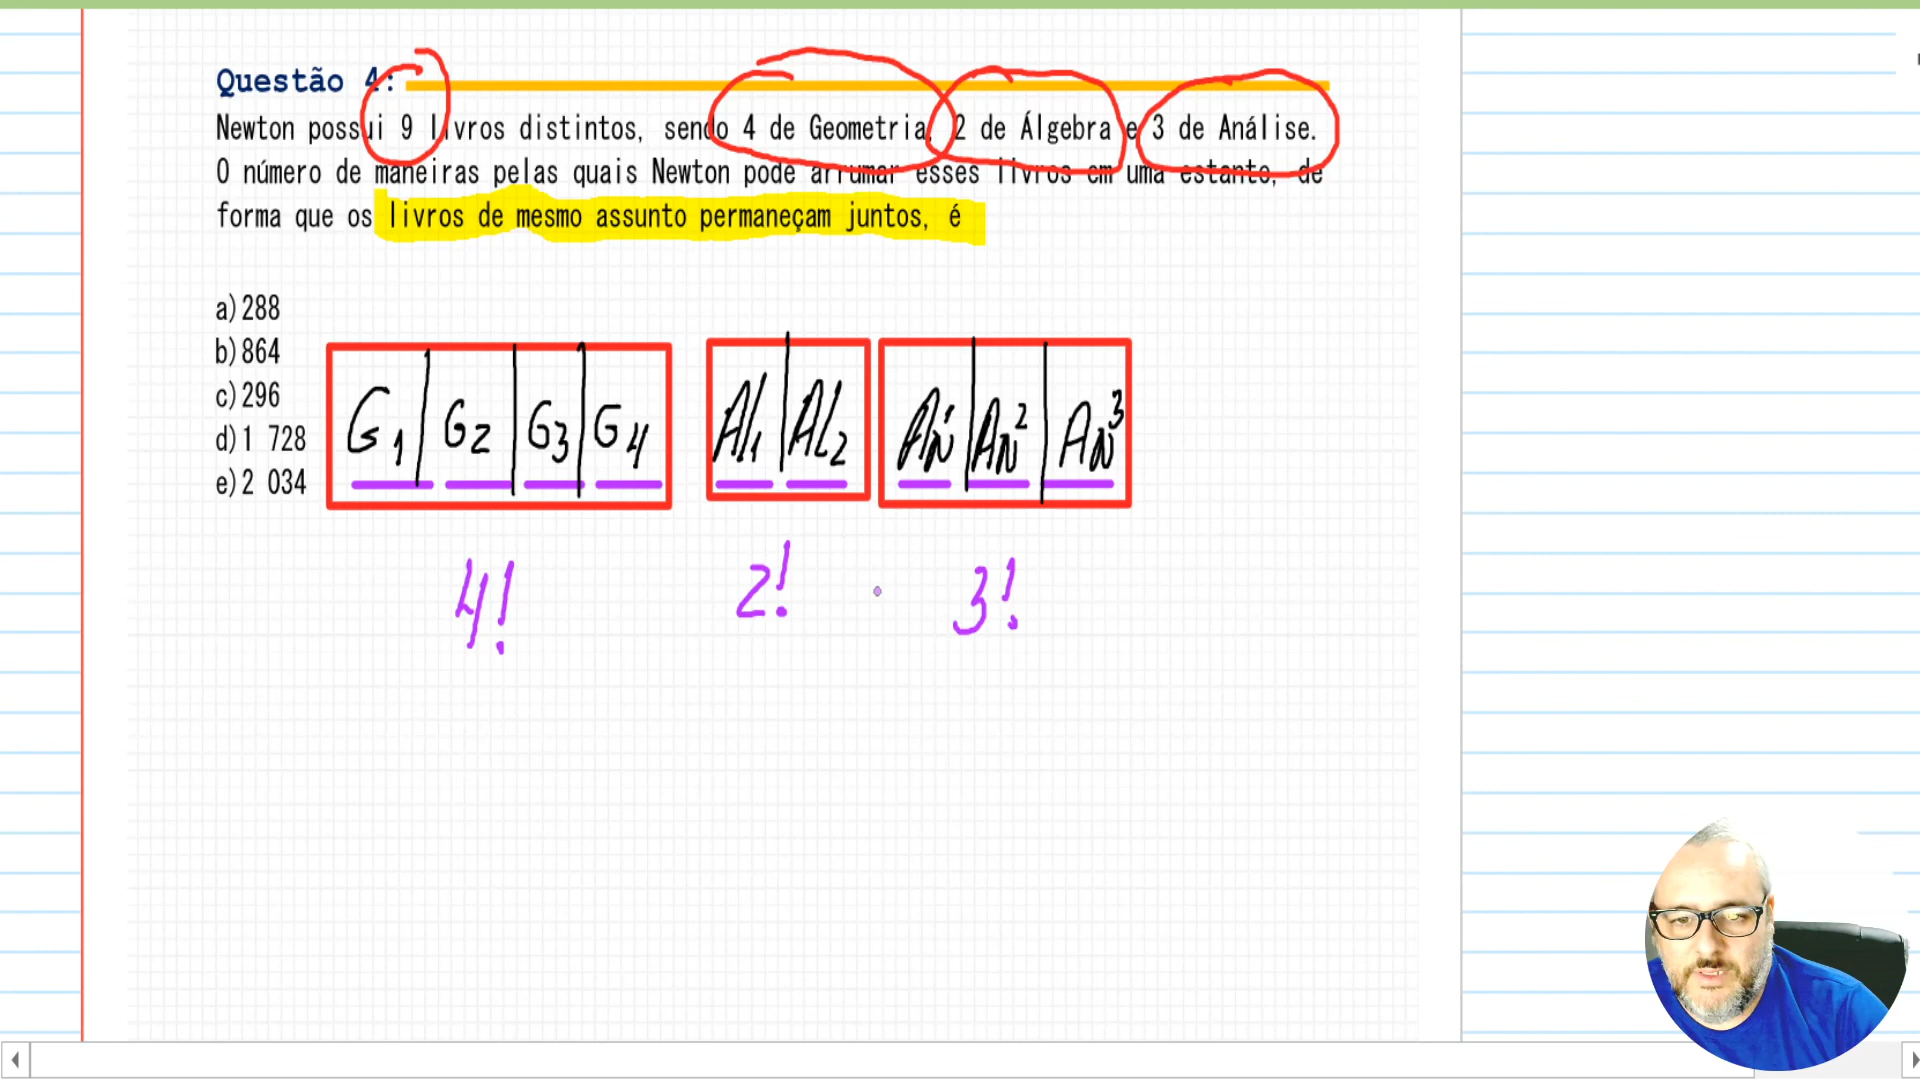 Questão 4:
Newton possui 9 livros distintos, sendo 4 de Geometria, 2 de Álgebra e 3 de Análise.
O número de maneiras pelas quais Newton pode arrumar esses livros em uma estante, de
forma que os livros de mesmo assunto permaneçam juntos, é
a)288
b)864
c)296
d)1 728
e)2 034
G1 G2 G3 G4 Al1 Al2 AN1 AN2 AN3
4! 2! · 3!